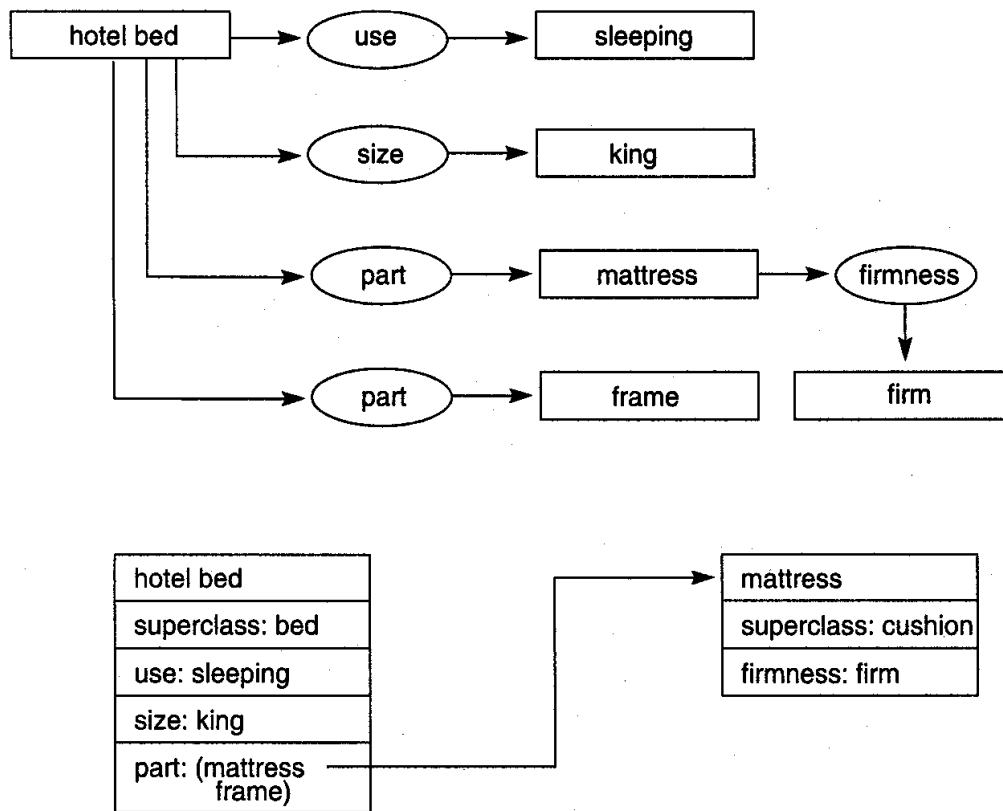 hotel bed
use
sleeping
size
king
part
mattress
firmness
part
frame
firm
hotel bed
superclass: bed
use: sleeping
size: king
part: (mattress
frame)
mattress
superclass: cushion
firmness: firm